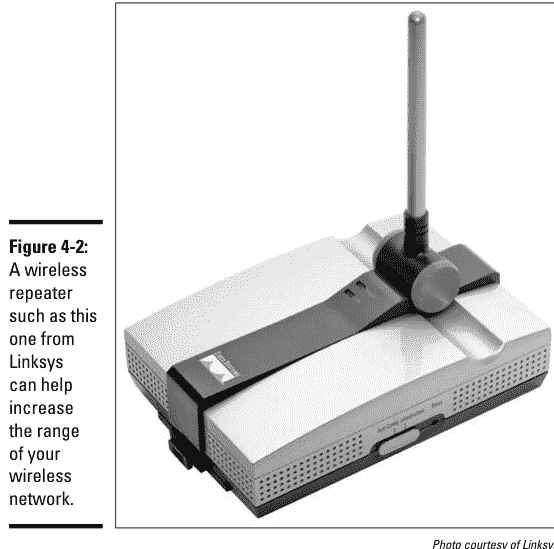 Figure 4-2:
A wireless
repeater
such as this
one from
Linksys
can help
increase
the range
of your
wireless
network.
Photo courtesy of Linksy